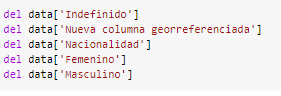 del data['Indefinido']
del data['Nueva columna georreferenciada']
del data['Nacionalidad']
del data['Femenino']
del data['Masculino']